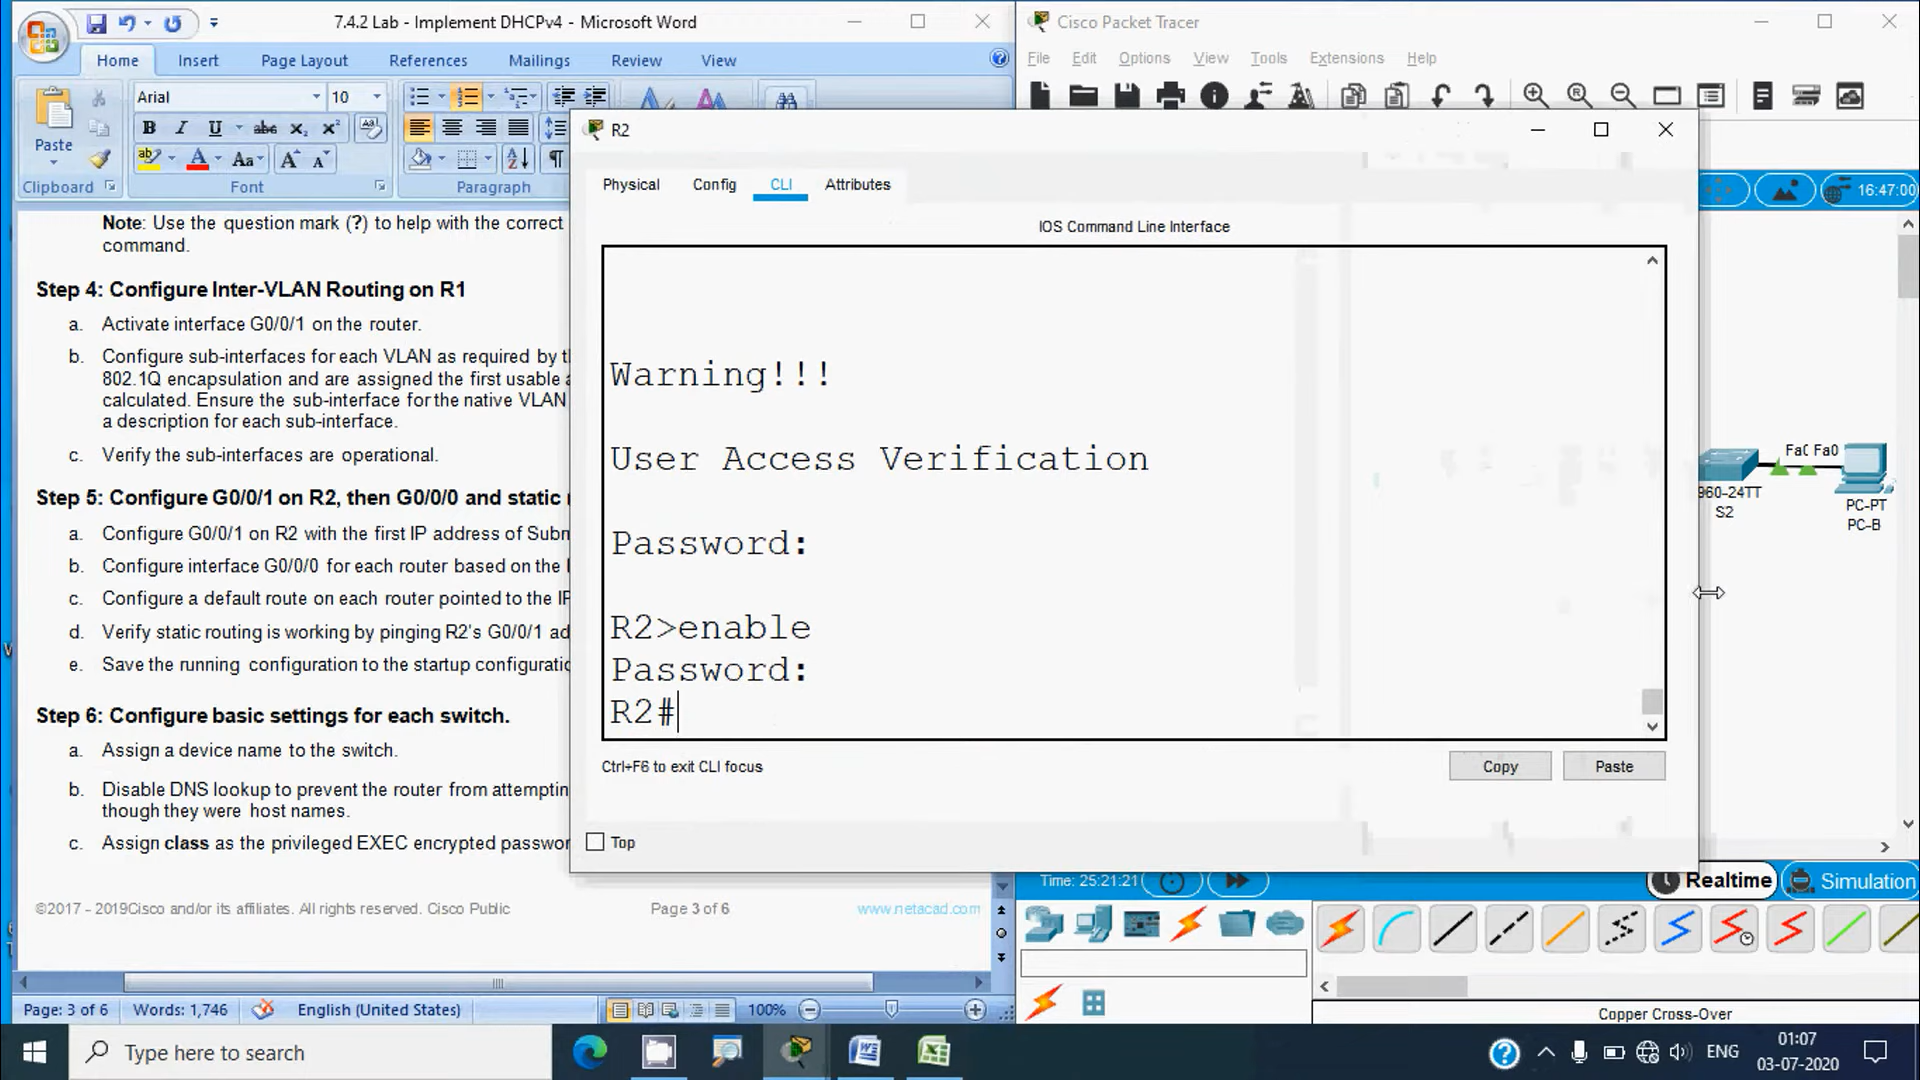 7.4.2 Lab - Implement DHCPv4 - Microsoft Word
Home Insert Page Layout References Mailings Review View
Arial 10
Paste
Clipboard Font Paragraph
Note: Use the question mark (?) to help with the correct
command.
Step 4: Configure Inter-VLAN Routing on R1
a. Activate interface G0/0/1 on the router.
b. Configure sub-interfaces for each VLAN as required by
802.1Q encapsulation and are assigned the first usable
calculated. Ensure the sub-interface for the native VLAN
a description for each sub-interface.
c. Verify the sub-interfaces are operational.
Step 5: Configure G0/0/1 on R2, then G0/0/0 and static
a. Configure G0/0/1 on R2 with the first IP address of
b. Configure interface G0/0/0 for each router based on the
c. Configure a default route on each router pointed to the
d. Verify static routing is working by pinging R2's G0/0/1
e. Save the running configuration to the startup
Step 6: Configure basic settings for each switch.
a. Assign a device name to the switch.
b. Disable DNS lookup to prevent the router from
though they were host names.
c. Assign class as the privileged EXEC encrypted
©2017 - 2019Cisco and/or its affiliates. All rights reserved. Cisco Public Page 3 of 6 www.netacad.com
Page: 3 of 6 Words: 1,746 English (United States) 100%
Cisco Packet Tracer
File Edit Options View Tools Extensions Help
16:47:00
R2
Physical Config CLI Attributes
IOS Command Line Interface
Warning!!!
User Access Verification
Password:
R2>enable
Password:
R2#
Ctrl+F6 to exit CLI focus
Copy Paste
Top
Fa0 Fa0
960-24TT
S2
PC-PT
PC-B
Time: 25:21:21
Realtime Simulation
Copper Cross-Over
Type here to search
ENG
01:07
03-07-2020